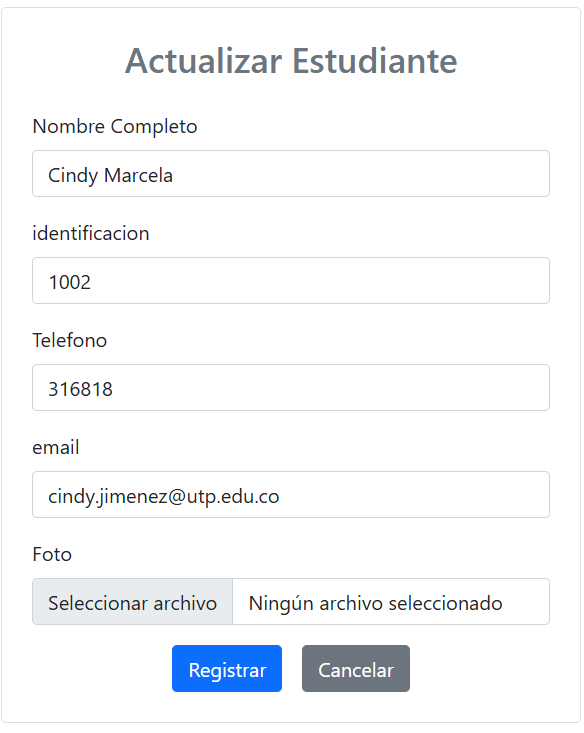 Actualizar Estudiante
Nombre Completo
Cindy Marcela
identificacion
1002
Telefono
316818
email
cindy.jimenez@utp.edu.co
Foto
Seleccionar archivo Ningún archivo seleccionado
Registrar Cancelar